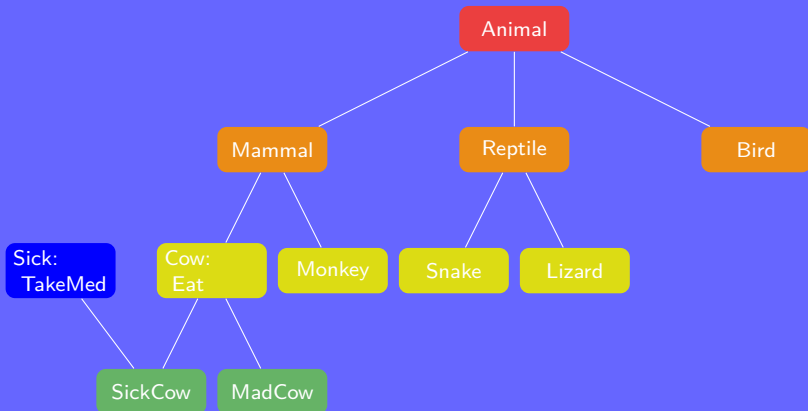 Animal
Mammal
Reptile
Bird
Sick:
TakeMed
Cow:
Eat
Monkey
Snake
Lizard
SickCow
MadCow